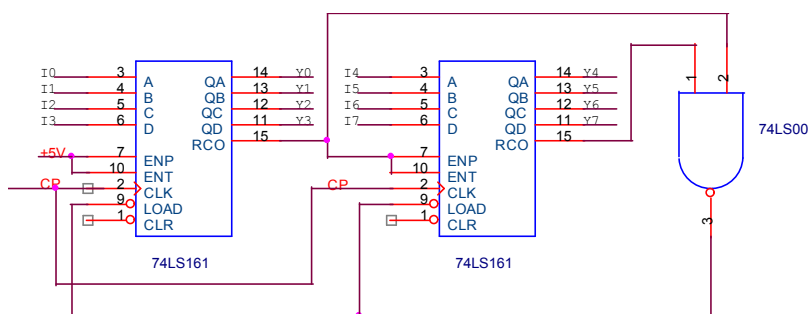 I0 3 A QA 14 Y0 I4 3 A QA 14 Y4 1 2
I1 4 B QB 13 Y1 I5 4 B QB 13 Y5
I2 5 C QC 12 Y2 I6 5 C QC 12 Y6
I3 6 D QD 11 Y3 I7 6 D QD 11 Y7 74LS00
RCO 15 RCO 15
+5V 7 ENP 7 ENP
10 ENT 10 ENT
CP 2 CLK CP 2 CLK
9 LOAD 9 LOAD 3
1 CLR 1 CLR
74LS161 74LS161